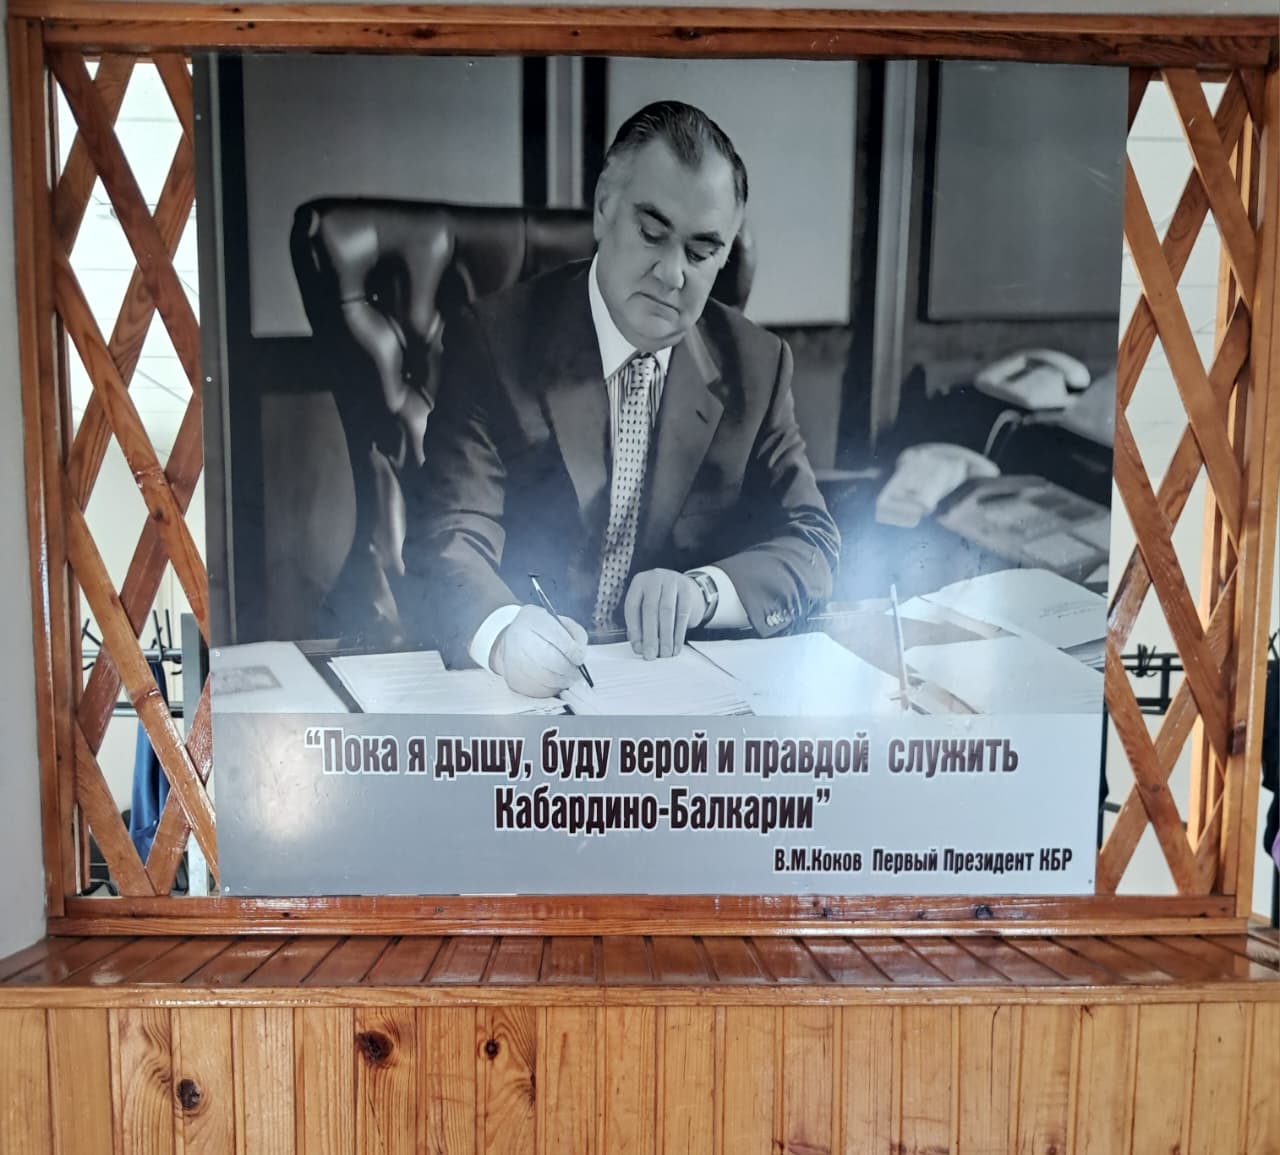 “Пока я дышу, буду верой и правдой служить
Кабардино-Балкарии”
В.М.Коков Первый Президент КБР